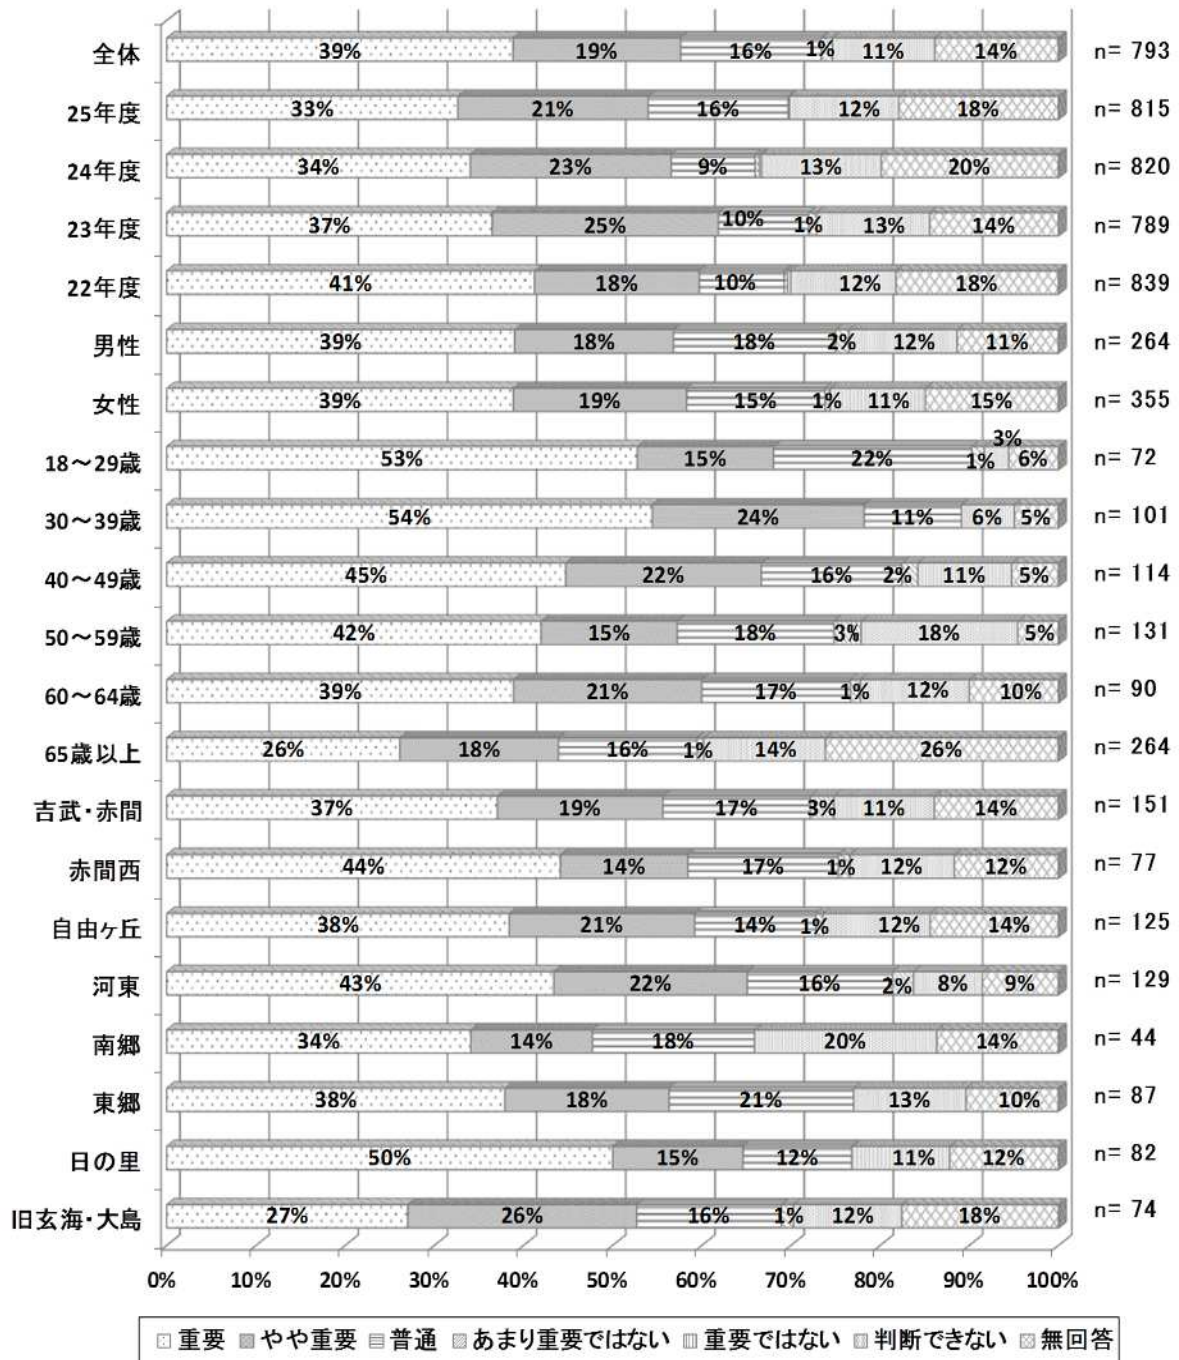 全体 39% 19% 16% 1% 11% 14% n= 793
25年度 33% 21% 16% 12% 18% n= 815
24年度 34% 23% 9% 13% 20% n= 820
23年度 37% 25% 10% 1% 13% 14% n= 789
22年度 41% 18% 10% 12% 18% n= 839
男性 39% 18% 18% 2% 12% 11% n= 264
女性 39% 19% 15% 1% 11% 15% n= 355
18～29歳 53% 15% 22% 1% 3% 6% n= 72
30～39歳 54% 24% 11% 6% 5% n= 101
40～49歳 45% 22% 16% 2% 11% 5% n= 114
50～59歳 42% 15% 18% 3% 18% 5% n= 131
60～64歳 39% 21% 17% 1% 12% 10% n= 90
65歳以上 26% 18% 16% 1% 14% 26% n= 264
吉武・赤間 37% 19% 17% 3% 11% 14% n= 151
赤間西 44% 14% 17% 1% 12% 12% n= 77
自由ヶ丘 38% 21% 14% 1% 12% 14% n= 125
河東 43% 22% 16% 2% 8% 9% n= 129
南郷 34% 14% 18% 20% 14% n= 44
東郷 38% 18% 21% 13% 10% n= 87
日の里 50% 15% 12% 11% 12% n= 82
旧玄海・大島 27% 26% 16% 1% 12% 18% n= 74
0% 10% 20% 30% 40% 50% 60% 70% 80% 90% 100%
重要 やや重要 普通 あまり重要ではない 重要ではない 判断できない 無回答